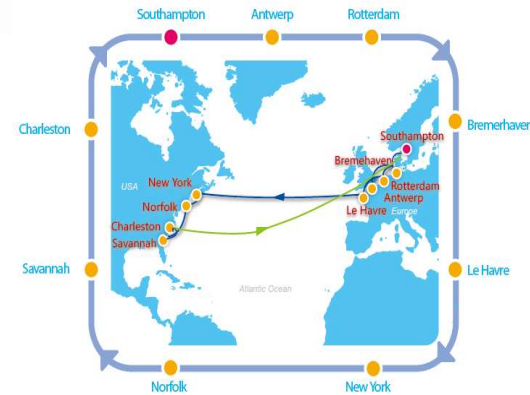 Southampton
Antwerp
Rotterdam
Charleston
Bremerhaver
Southampton
Bremehaven
USA
New York
Rotterdam
Norfolk
Antwerp
Le Havre
Europe
Charleston
Savannah
Savannah
Le Havre
Atlantic Ocean
Norfolk
New York